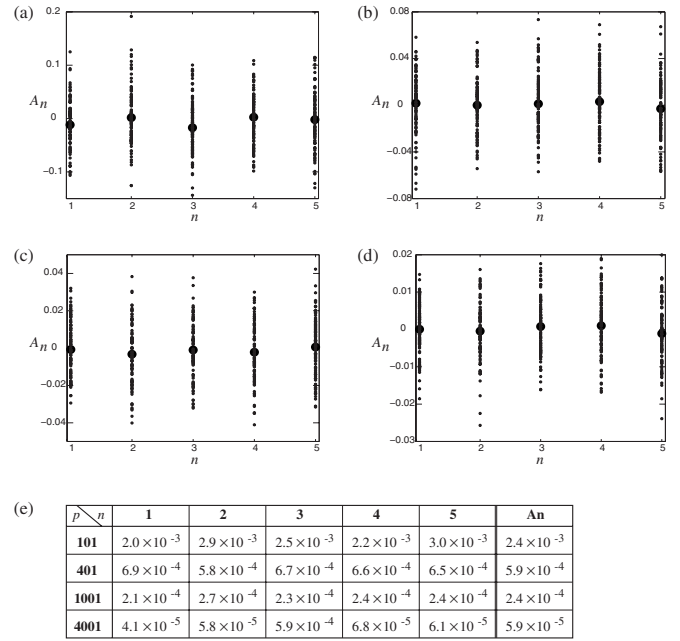 (a)
0.2
0.1
0
−0.1
An
1 2 3 4 5
n
(b)
0.08
0.04
0
−0.04
−0.08
An
1 2 3 4 5
n
(c)
0.04
0.02
0
−0.02
−0.04
An
1 2 3 4 5
n
(d)
0.02
0.01
0
−0.01
−0.02
−0.03
An
1 2 3 4 5
n
(e)
p n 1 2 3 4 5 An
101 2.0×10 -3 2.9×10 -3 2.5×10 -3 2.2×10 -3 3.0×10 -3 2.4×10 -3
401 6.9×10 -4 5.8×10 -4 6.7×10 -4 6.6×10 -4 6.5×10 -4 5.9×10 -4
1001 2.1×10 -4 2.7×10 -4 2.3×10 -4 2.4×10 -4 2.4×10 -4 2.4×10 -4
4001 4.1×10 -5 5.8×10 -5 5.9×10 -4 6.8×10 -5 6.1×10 -5 5.9×10 -5